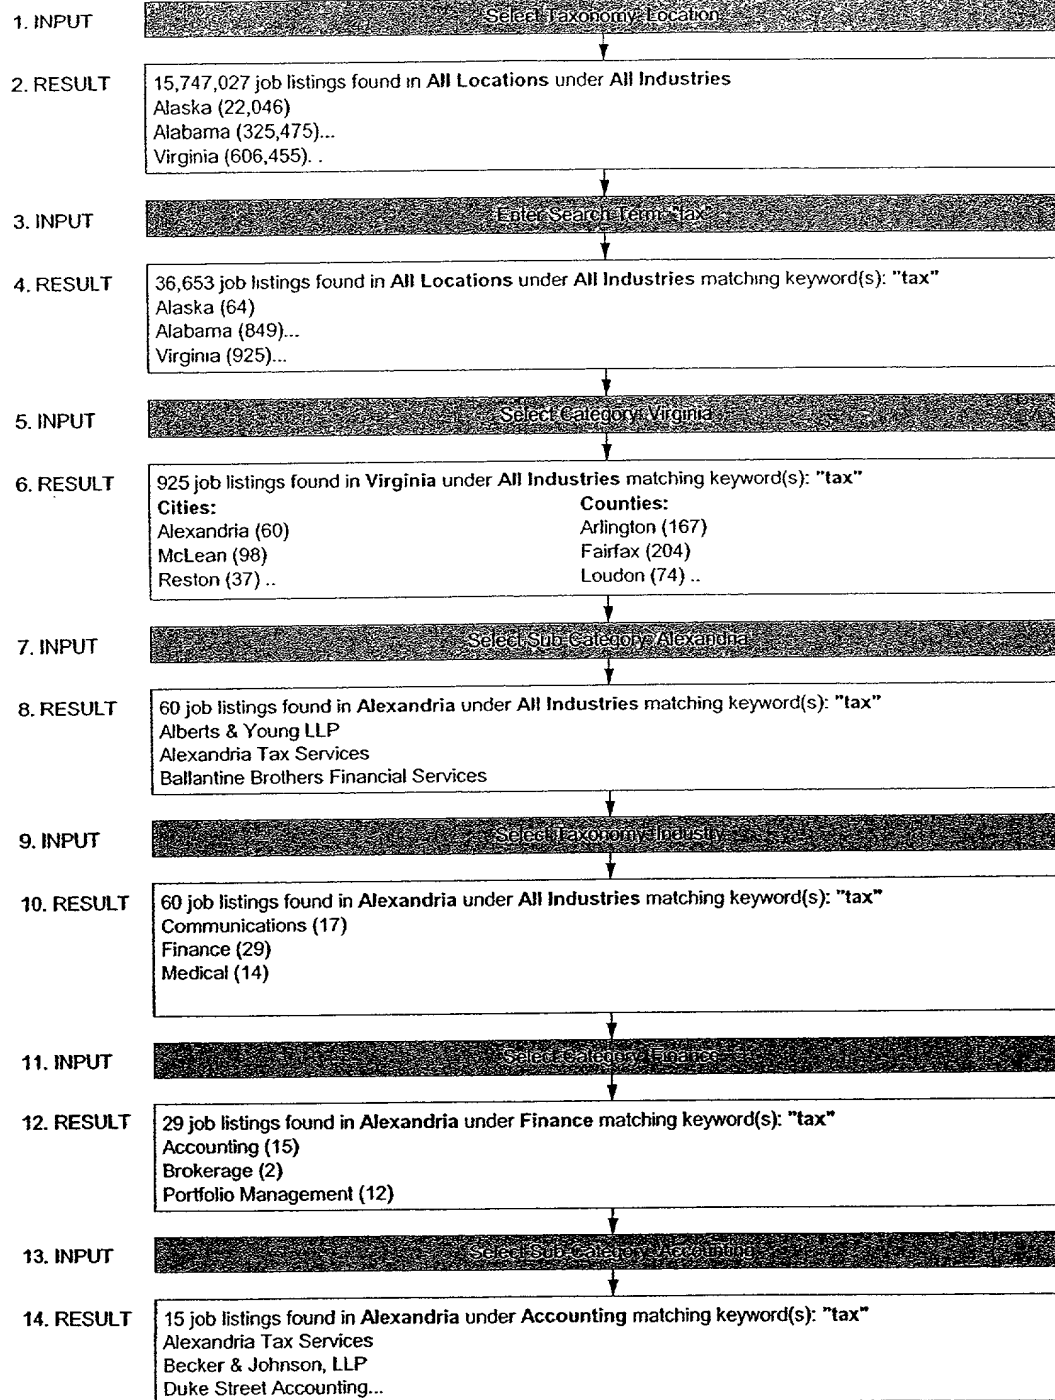 1. INPUT
Select Taxonomy: Location
2. RESULT
15,747,027 job listings found in All Locations under All Industries
Alaska (22,046)
Alabama (325,475)...
Virginia (606,455). .
3. INPUT
Enter Search Term: "tax"
4. RESULT
36,653 job listings found in All Locations under All Industries matching keyword(s): "tax"
Alaska (64)
Alabama (849)...
Virginia (925)...
5. INPUT
Select Category: Virginia
6. RESULT
925 job listings found in Virginia under All Industries matching keyword(s): "tax"
Cities: Counties:
Alexandria (60) Arlington (167)
McLean (98) Fairfax (204)
Reston (37) .. Loudon (74) ..
7. INPUT
Select Sub-Category: Alexandria
8. RESULT
60 job listings found in Alexandria under All Industries matching keyword(s): "tax"
Alberts & Young LLP
Alexandria Tax Services
Ballantine Brothers Financial Services
9. INPUT
Select Taxonomy: Industry
10. RESULT
60 job listings found in Alexandria under All Industries matching keyword(s): "tax"
Communications (17)
Finance (29)
Medical (14)
11. INPUT
Select Category: Finance
12. RESULT
29 job listings found in Alexandria under Finance matching keyword(s): "tax"
Accounting (15)
Brokerage (2)
Portfolio Management (12)
13. INPUT
Select Sub-Category: Accounting
14. RESULT
15 job listings found in Alexandria under Accounting matching keyword(s): "tax"
Alexandria Tax Services
Becker & Johnson, LLP
Duke Street Accounting...